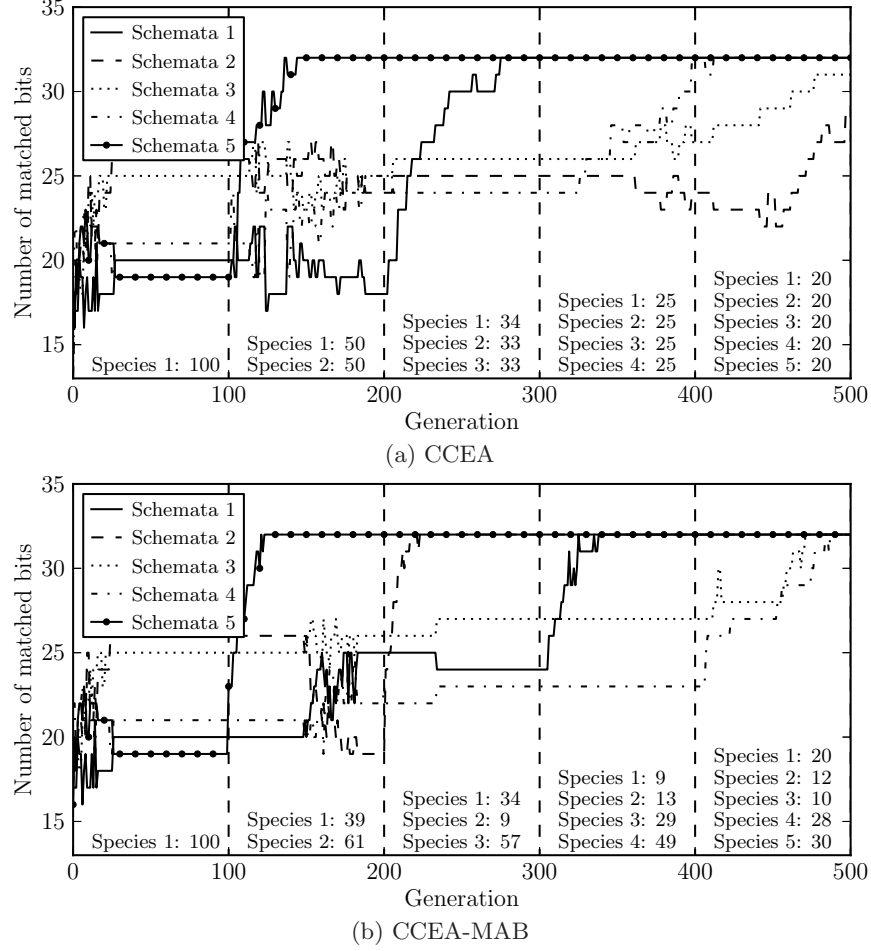 35
30
25
20
15
Number of matched bits
Schemata 1
Schemata 2
Schemata 3
Schemata 4
Schemata 5
Species 1: 100
Species 1: 50
Species 2: 50
Species 1: 34
Species 2: 33
Species 3: 33
Species 1: 25
Species 2: 25
Species 3: 25
Species 4: 25
Species 1: 20
Species 2: 20
Species 3: 20
Species 4: 20
Species 5: 20
0 100 200 300 400 500
Generation
(a) CCEA
35
30
25
20
15
Number of matched bits
Schemata 1
Schemata 2
Schemata 3
Schemata 4
Schemata 5
Species 1: 100
Species 1: 39
Species 2: 61
Species 1: 34
Species 2: 9
Species 3: 57
Species 1: 9
Species 2: 13
Species 3: 29
Species 4: 49
Species 1: 20
Species 2: 12
Species 3: 10
Species 4: 28
Species 5: 30
0 100 200 300 400 500
Generation
(b) CCEA-MAB